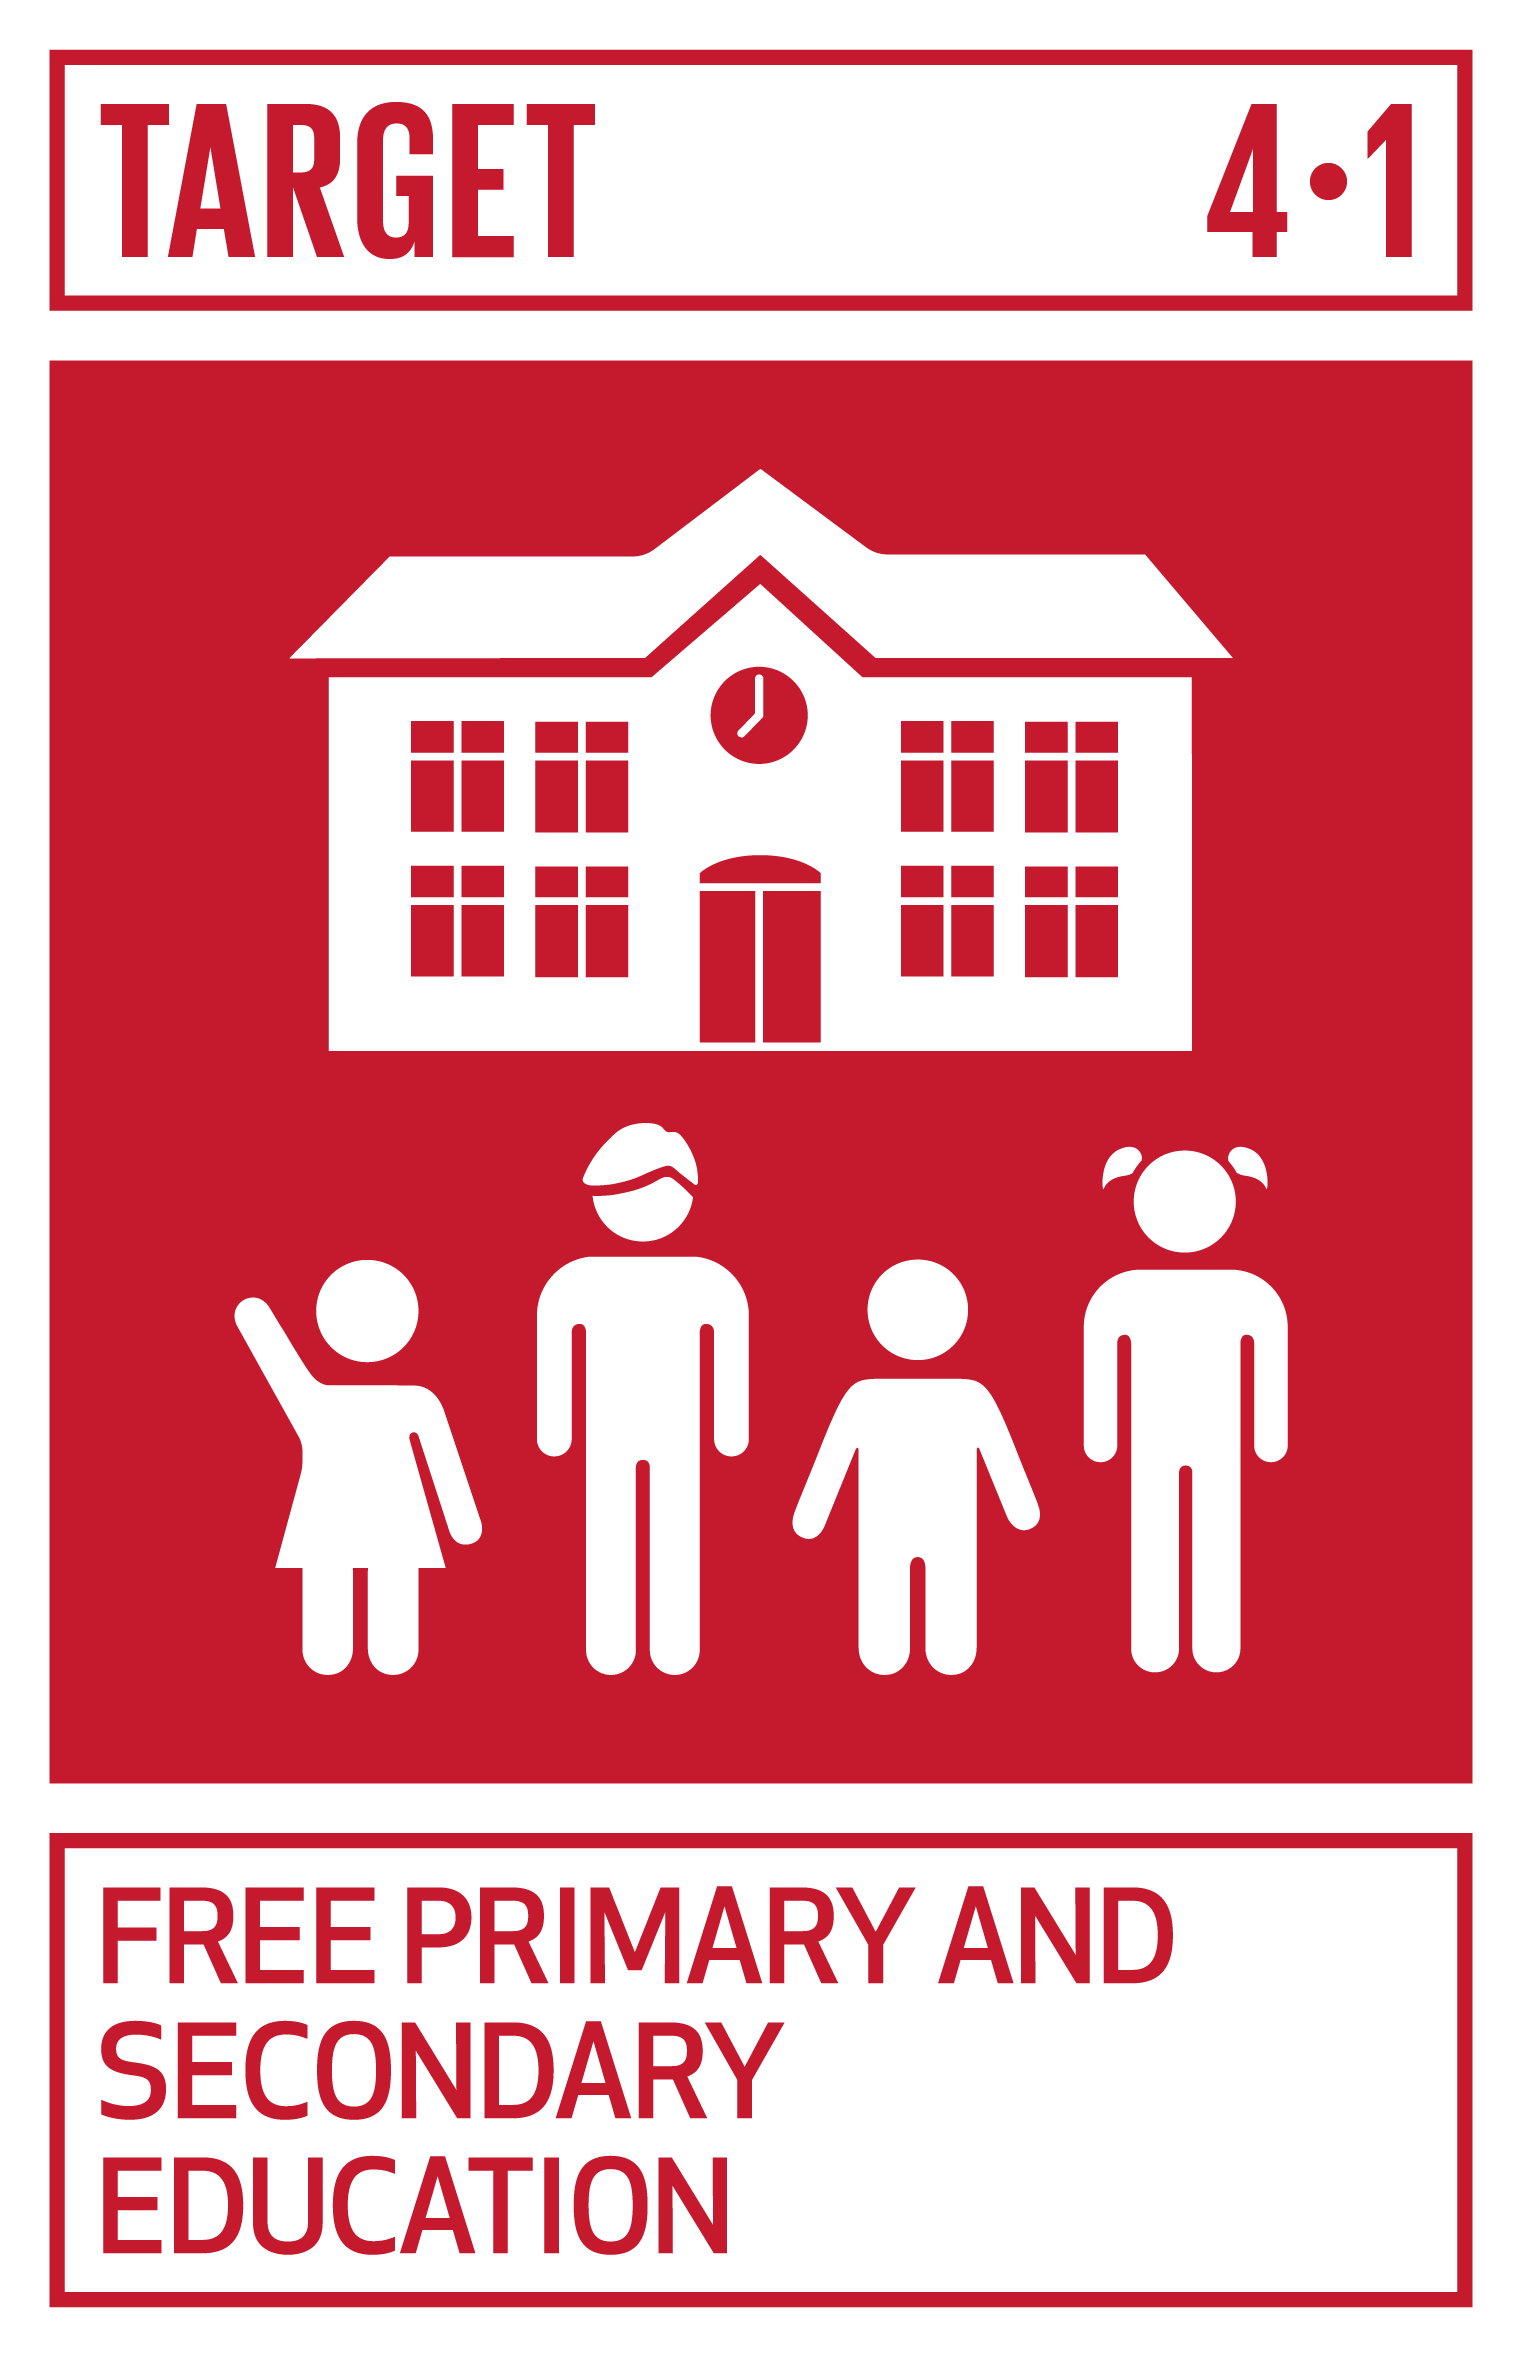 TARGET 4•1
FREE PRIMARY AND
SECONDARY
EDUCATION